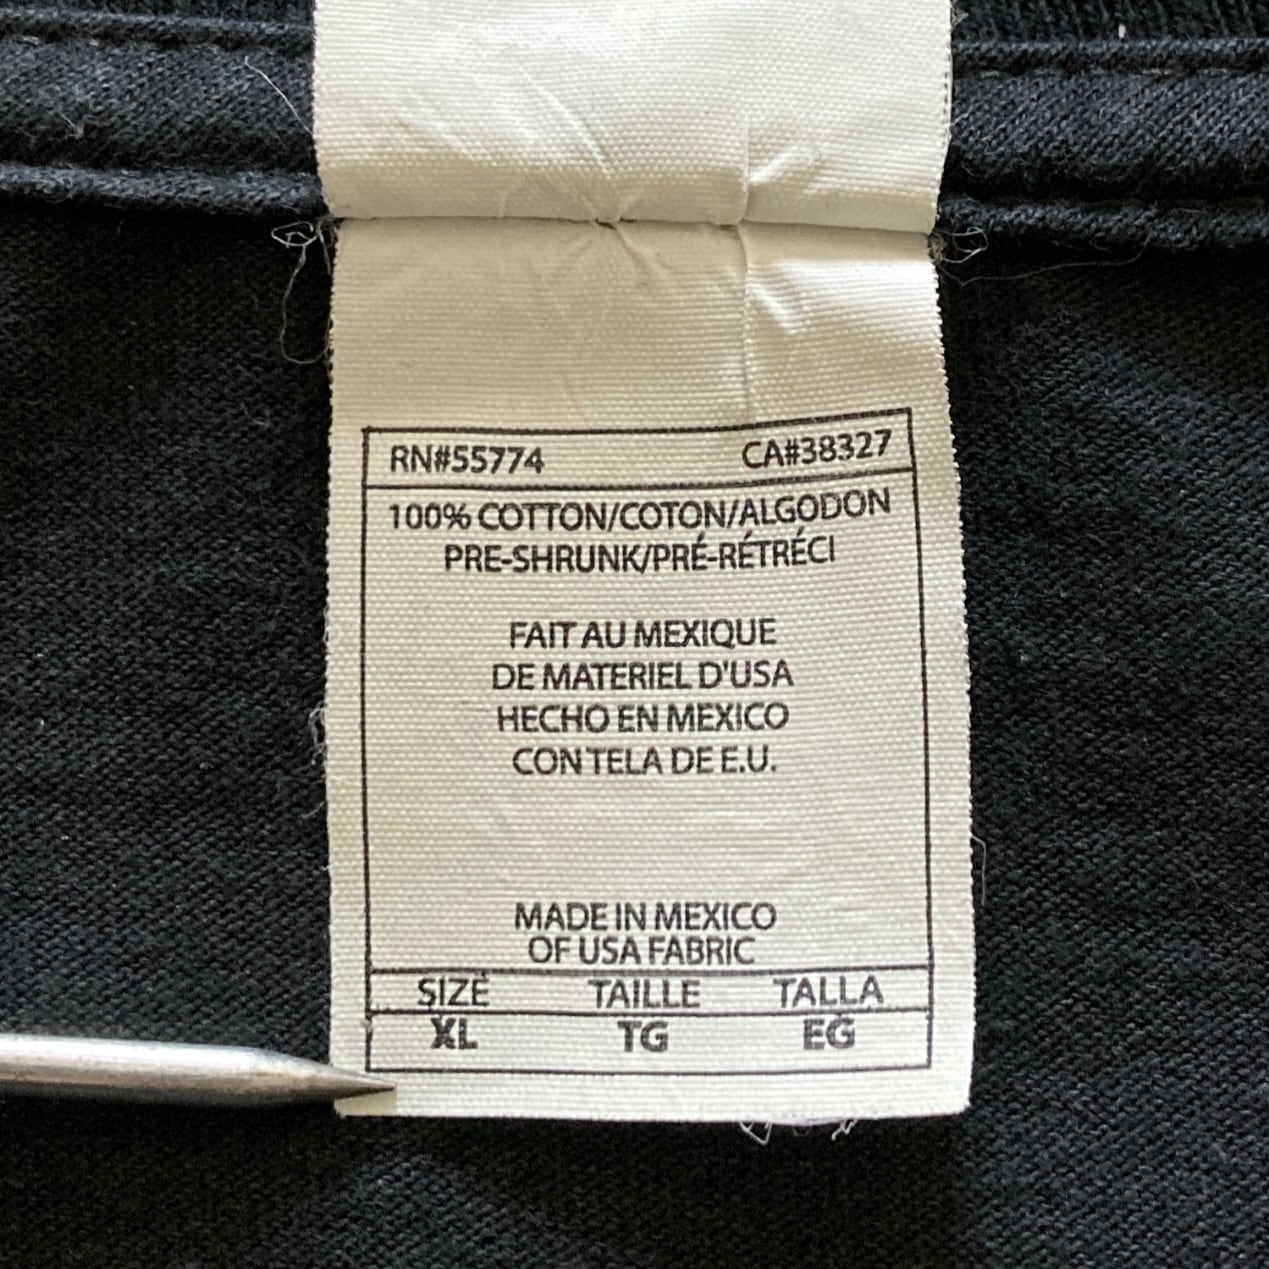 RN#55774 CA#38327
100% COTTON/COTON/ALGODON
PRE-SHRUNK/PRÉ-RÉTRÉCI
FAIT AU MEXIQUE
DE MATERIEL D'USA
HECHO EN MEXICO
CON TELA DE E.U.
MADE IN MEXICO
OF USA FABRIC
SIZE TAILLE TALLA
XL TG EG